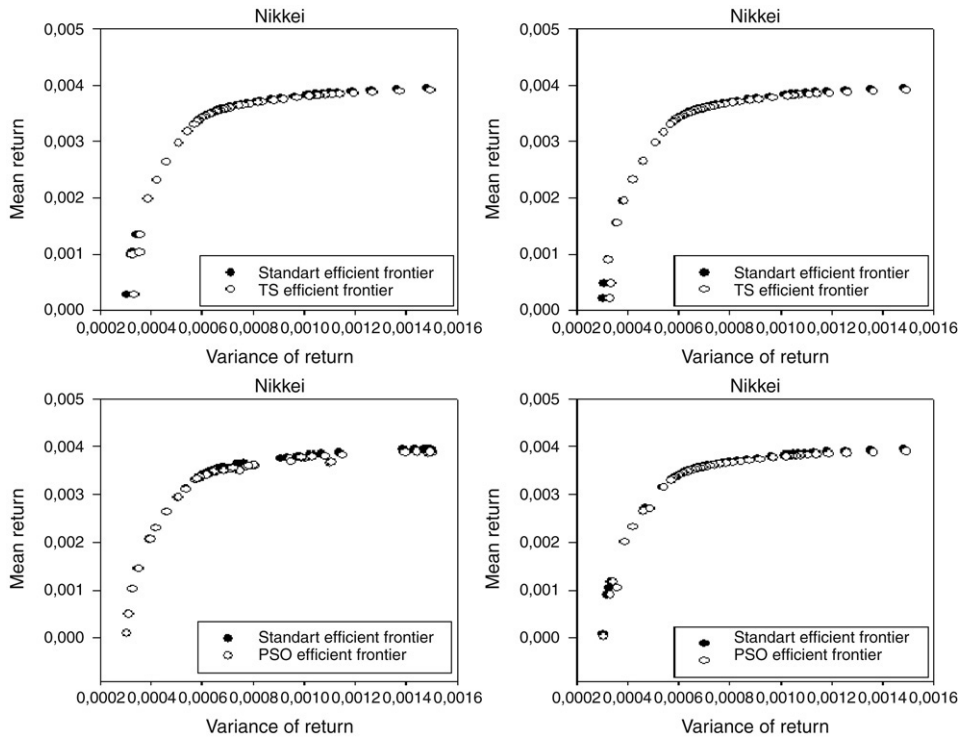 Nikkei
0,005
0,004
0,003
0,002
0,001
0,000
Mean return
Standart efficient frontier
TS efficient frontier
0,0002 0,0004 0,0006 0,0008 0,0010 0,0012 0,0014 0,0016
Variance of return
Nikkei
0,005
0,004
0,003
0,002
0,001
0,000
Mean return
Standart efficient frontier
TS efficient frontier
0,0002 0,0004 0,0006 0,0008 0,0010 0,0012 0,0014 0,0016
Variance of return
Nikkei
0,005
0,004
0,003
0,002
0,001
0,000
Mean return
Standart efficient frontier
PSO efficient frontier
0,0002 0,0004 0,0006 0,0008 0,0010 0,0012 0,0014 0,0016
Variance of return
Nikkei
0,005
0,004
0,003
0,002
0,001
0,000
Mean return
Standart efficient frontier
PSO efficient frontier
0,0002 0,0004 0,0006 0,0008 0,0010 0,0012 0,0014 0,0016
Variance of return